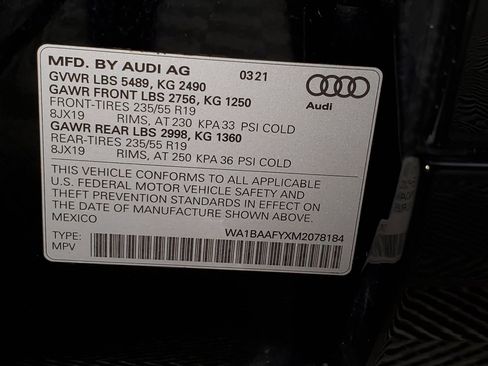 MFD. BY AUDI AG 03 21
GVWR LBS 5489, KG 2490
GAWR FRONT LBS 2756, KG 1250
FRONT-TIRES 235/55 R19
8JX19 RIMS, AT 230 KPA 33 PSI COLD
GAWR REAR LBS 2998, KG 1360
REAR-TIRES 235/55 R19
8JX19 RIMS, AT 250 KPA 36 PSI COLD
Audi
THIS VEHICLE CONFORMS TO ALL APPLICABLE
U.S. FEDERAL MOTOR VEHICLE SAFETY AND
THEFT PREVENTION STANDARDS IN EFFECT ON
THE DATE OF MANUFACTURE SHOWN ABOVE.
MEXICO
WA1BAAFYXM2078184
TYPE:
MPV